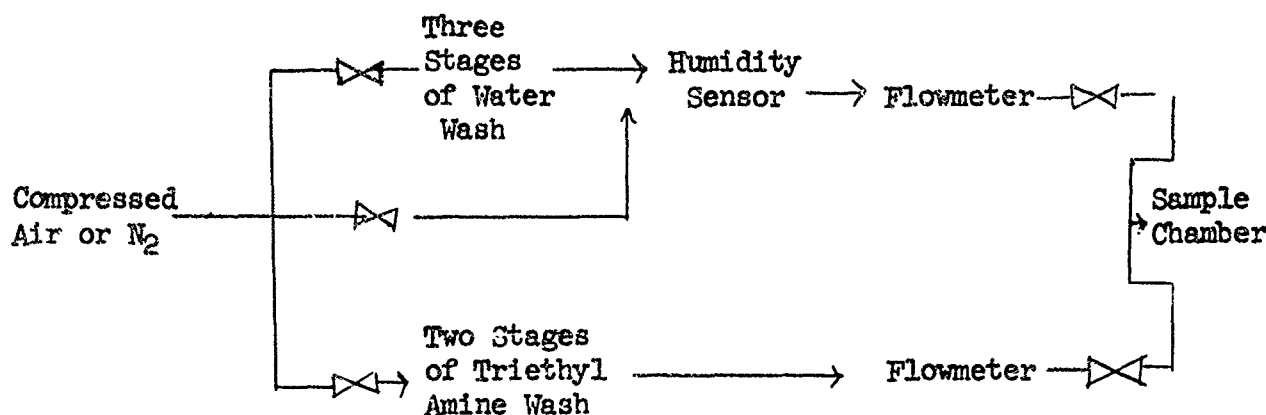 Three
Stages
of Water
Wash
Humidity
Sensor
Flowmeter
Compressed
Air or N2
Sample
Chamber
Two Stages
of Triethyl
Amine Wash
Flowmeter